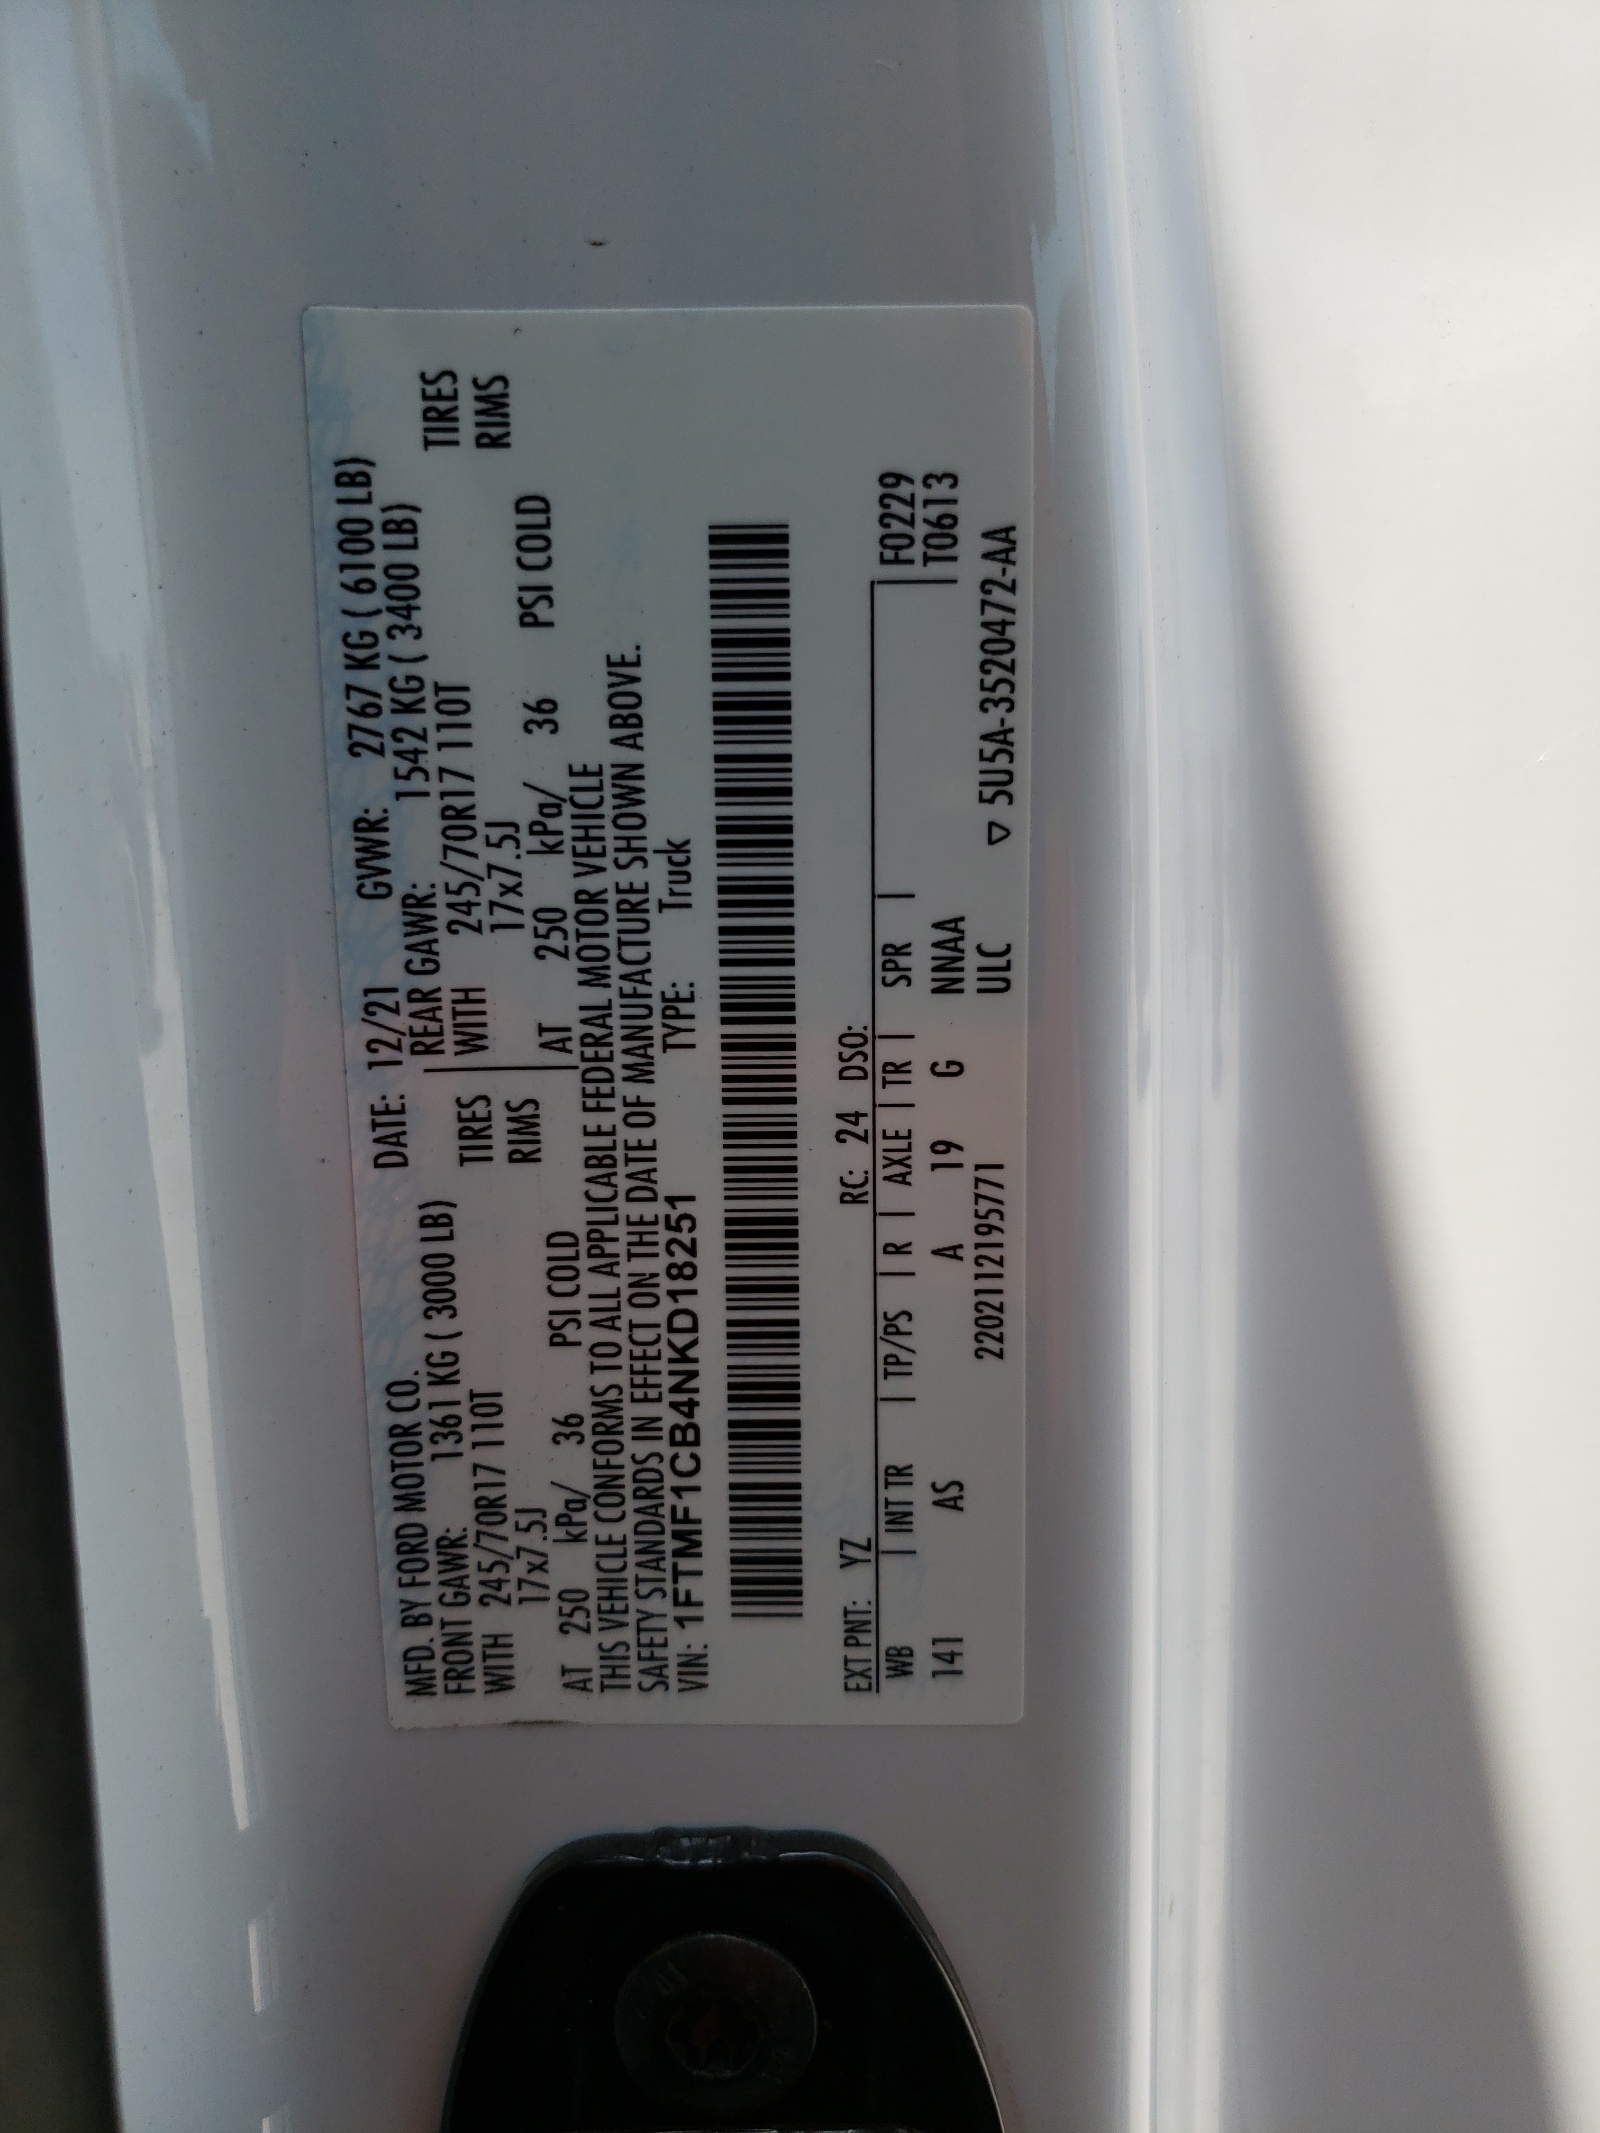 MFD. BY FORD MOTOR CO. DATE: 12/21 GVWR: 2767 KG ( 6100 LB)
FRONT GAWR: 1361 KG ( 3000 LB) REAR GAWR: 1542 KG ( 3400 LB)
WITH 245/70R17 110T TIRES WITH 245/70R17 110T TIRES
17x7.5J RIMS 17x7.5J RIMS
AT 250 kPa/ 36 PSI COLD AT 250 kPa/ 36 PSI COLD
THIS VEHICLE CONFORMS TO ALL APPLICABLE FEDERAL MOTOR VEHICLE
SAFETY STANDARDS IN EFFECT ON THE DATE OF MANUFACTURE SHOWN ABOVE.
VIN: 1FTMF1CB4NKD18251 TYPE: Truck
EXT PNT: YZ RC: 24 DSO:
WB | INT TR | TP/PS | R | AXLE | TR | SPR | F0229
141 AS A 19 G NNAA T0613
2202112195771 ULC ▽ 5U5A-3520472-AA